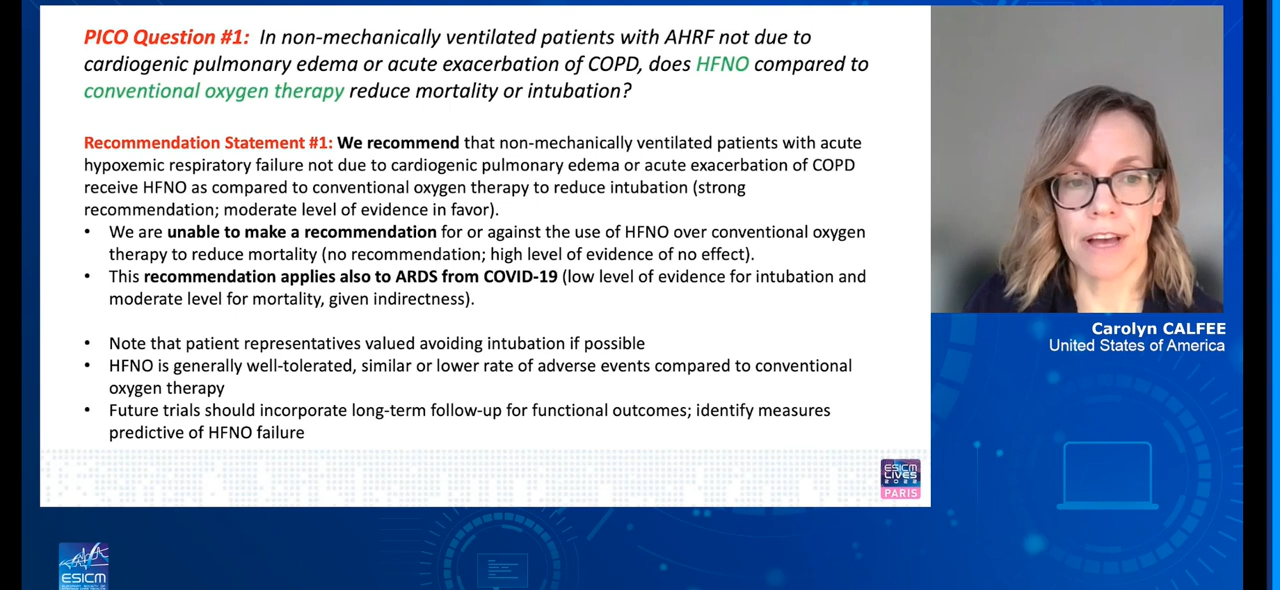 PICO Question #1: In non-mechanically ventilated patients with AHRF not due to
cardiogenic pulmonary edema or acute exacerbation of COPD, does HFNO compared to
conventional oxygen therapy reduce mortality or intubation?
Recommendation Statement #1: We recommend that non-mechanically ventilated patients with acute
hypoxemic respiratory failure not due to cardiogenic pulmonary edema or acute exacerbation of COPD
receive HFNO as compared to conventional oxygen therapy to reduce intubation (strong
recommendation; moderate level of evidence in favor).
• We are unable to make a recommendation for or against the use of HFNO over conventional oxygen
therapy to reduce mortality (no recommendation; high level of evidence of no effect).
• This recommendation applies also to ARDS from COVID-19 (low level of evidence for intubation and
moderate level for mortality, given indirectness).
• Note that patient representatives valued avoiding intubation if possible
• HFNO is generally well-tolerated, similar or lower rate of adverse events compared to conventional
oxygen therapy
• Future trials should incorporate long-term follow-up for functional outcomes; identify measures
predictive of HFNO failure
Carolyn CALFEE
United States of America
ESICM
LIVES
2022
PARIS
ESICM